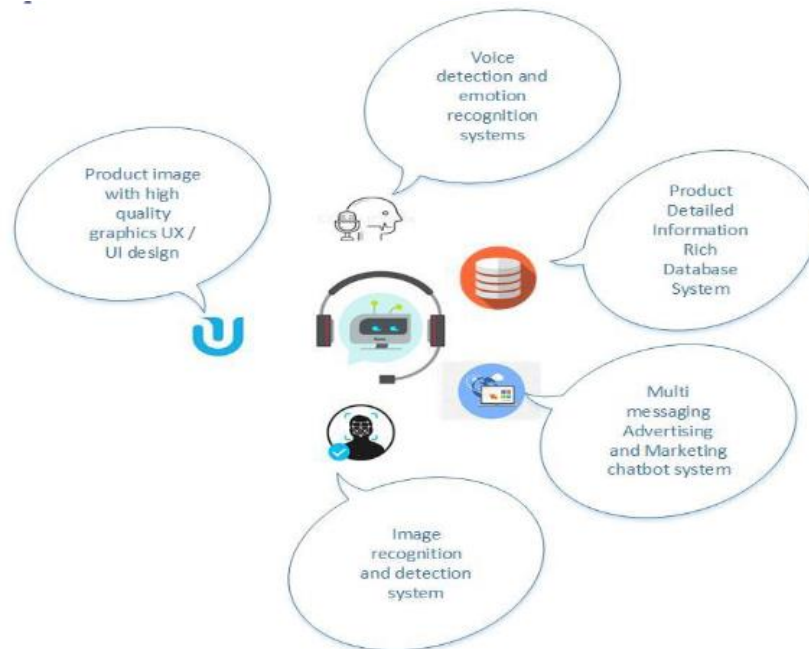 Voice
detection and
emotion
recognition
systems
Product image
with high
quality
graphics UX /
UI design
Product
Detailed
Information
Rich
Database
System
Multi
messaging
Advertising
and Marketing
chatbot system
Image
recognition
and detection
system